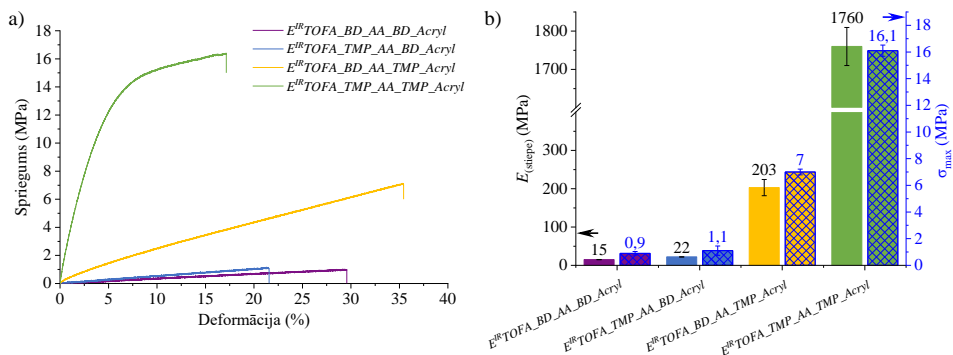 a)
18
16
14
12
10
8
6
4
2
0
Spriegums (MPa)
0 5 10 15 20 25 30 35 40
Deformācija (%)
E^IR TOFA_BD_AA_BD_Acryl
E^IR TOFA_TMP_AA_BD_Acryl
E^IR TOFA_BD_AA_TMP_Acryl
E^IR TOFA_TMP_AA_TMP_Acryl
b)
1800
1700
300
200
100
0
E(stiepe) (MPa)
15
0,9
22
1,1
203
7
1760
16,1
18
16
14
12
10
8
6
4
2
0
σmax (MPa)
E^IR TOFA_BD_AA_BD_Acryl
E^IR TOFA_TMP_AA_BD_Acryl
E^IR TOFA_BD_AA_TMP_Acryl
E^IR TOFA_TMP_AA_TMP_Acryl